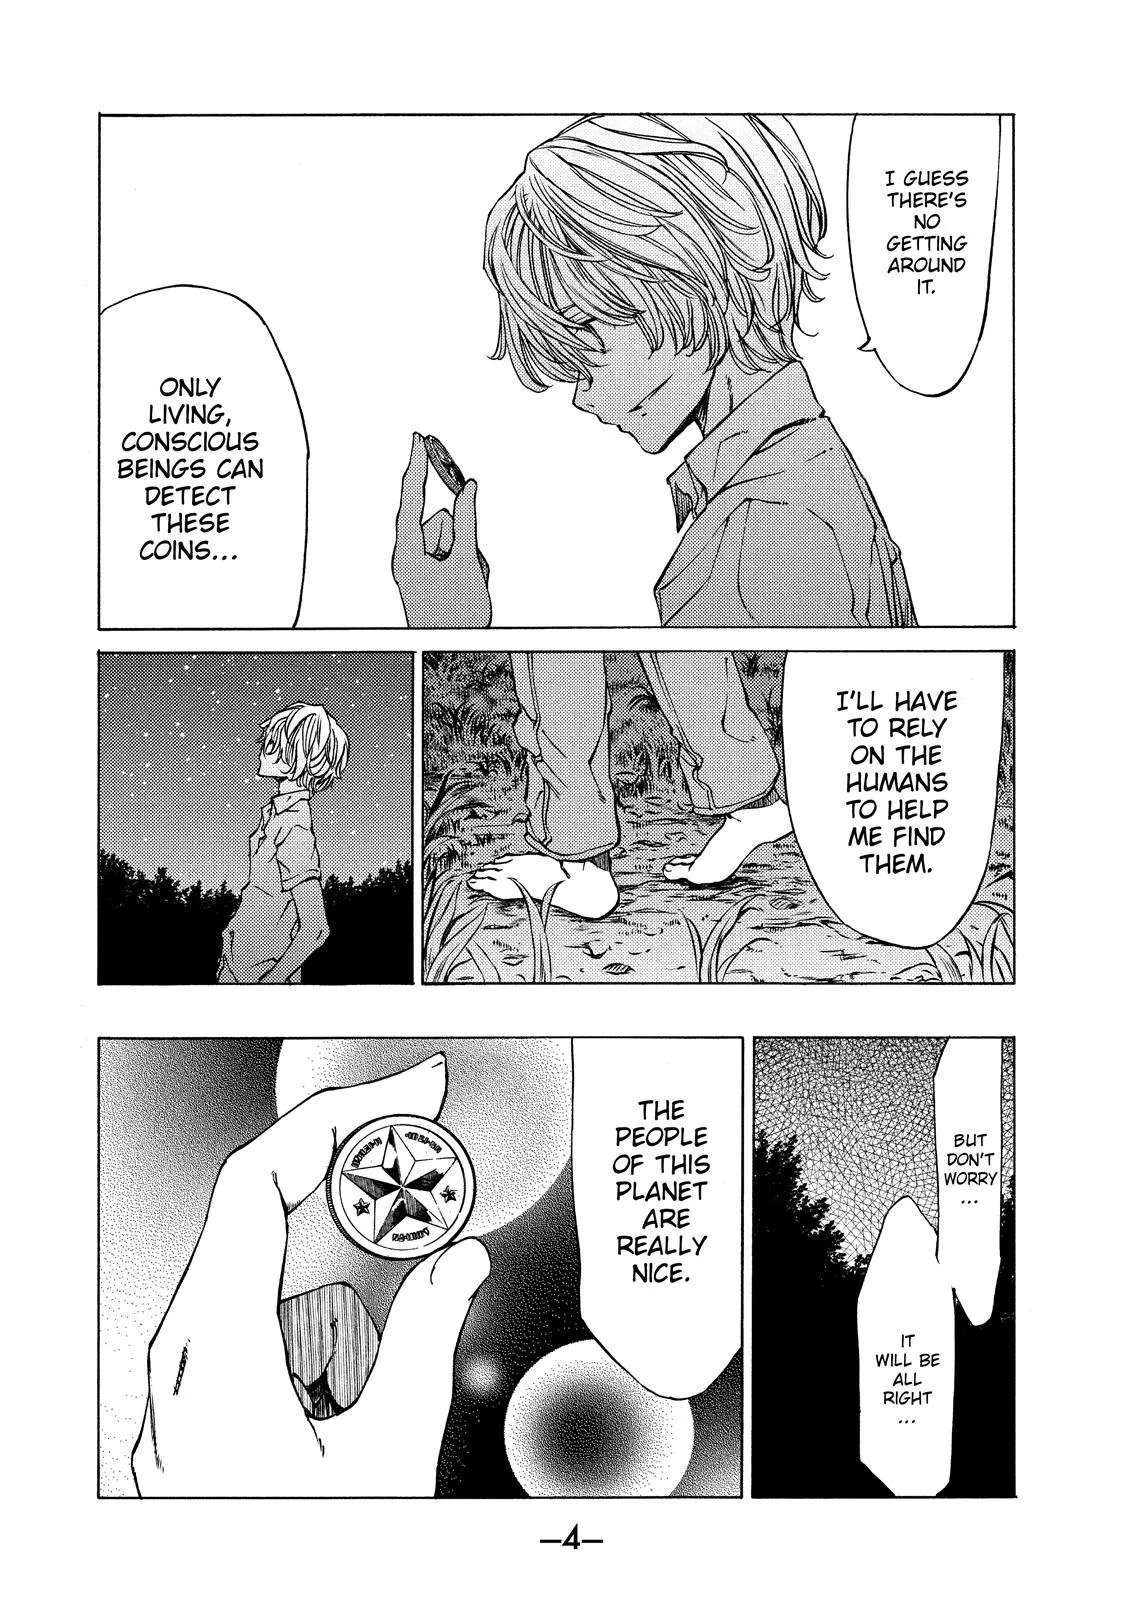 I GUESS
THERE'S
NO
GETTING
AROUND
IT.
ONLY
LIVING,
CONSCIOUS
BEINGS CAN
DETECT
THESE
COINS...
I'LL HAVE
TO RELY
ON THE
HUMANS
TO HELP
ME FIND
THEM.
BUT
DON'T
WORRY
...
IT
WILL BE
ALL
RIGHT
...
THE
PEOPLE
OF THIS
PLANET
ARE
REALLY
NICE.
-4-